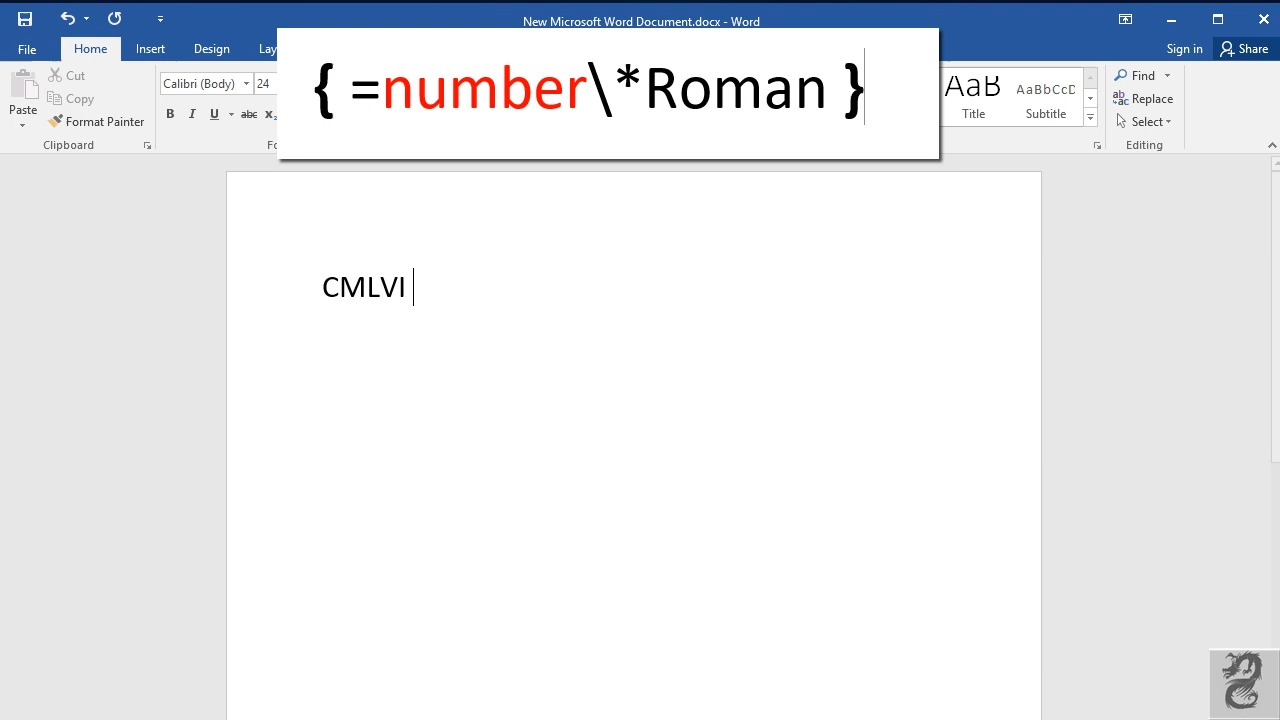 New Microsoft Word Document.docx - Word
File
Home
Insert
Design
Lay
Sign in
Share
{ =number\*Roman }
Paste
Cut
Copy
Format Painter
Clipboard
Calibri (Body)
24
B I U
Fo
AaB
Title
AaBbCcD
Subtitle
Find
Replace
Select
Editing
CMLVI